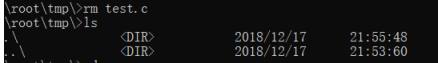 \root\tmp\>rm test.c
\root\tmp\>ls
.\ <DIR> 2018/12/17 21:55:48
..\ <DIR> 2018/12/17 21:53:60